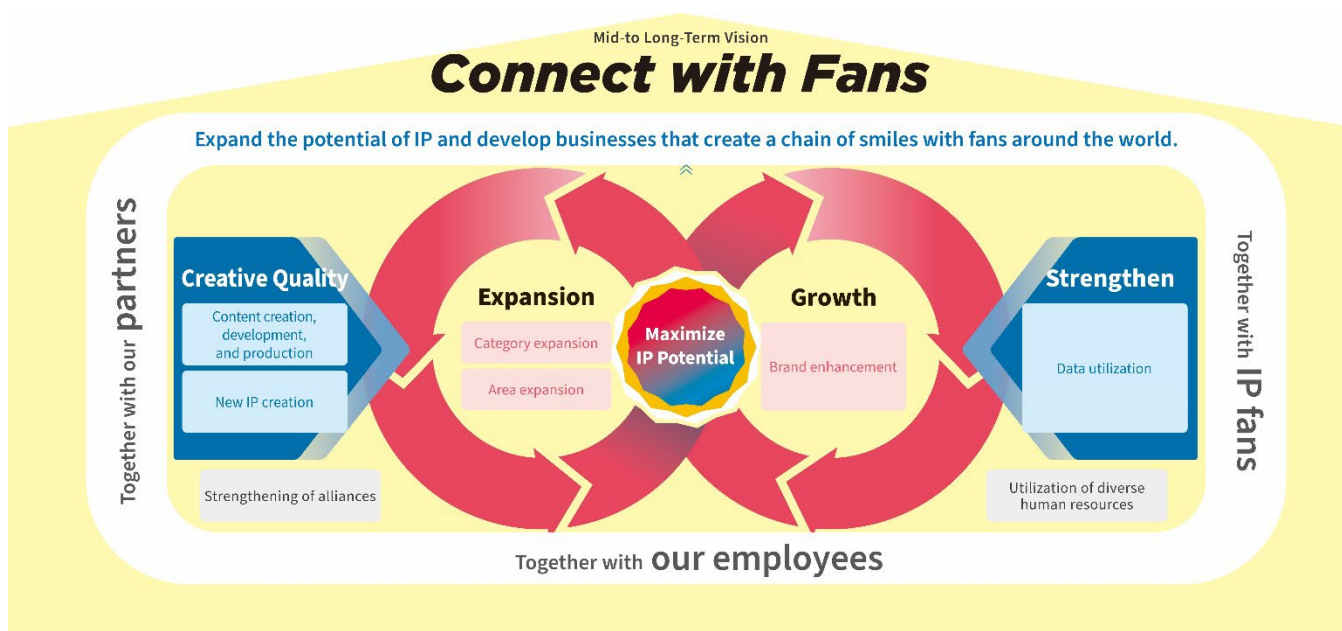 Mid-to Long-Term Vision
Connect with Fans
Expand the potential of IP and develop businesses that create a chain of smiles with fans around the world.
Together with our partners
Creative Quality
Content creation,
development,
and production
New IP creation
Strengthening of alliances
Expansion
Category expansion
Area expansion
Maximize
IP Potential
Growth
Brand enhancement
Strengthen
Data utilization
Utilization of diverse
human resources
Together with IP fans
Together with our employees